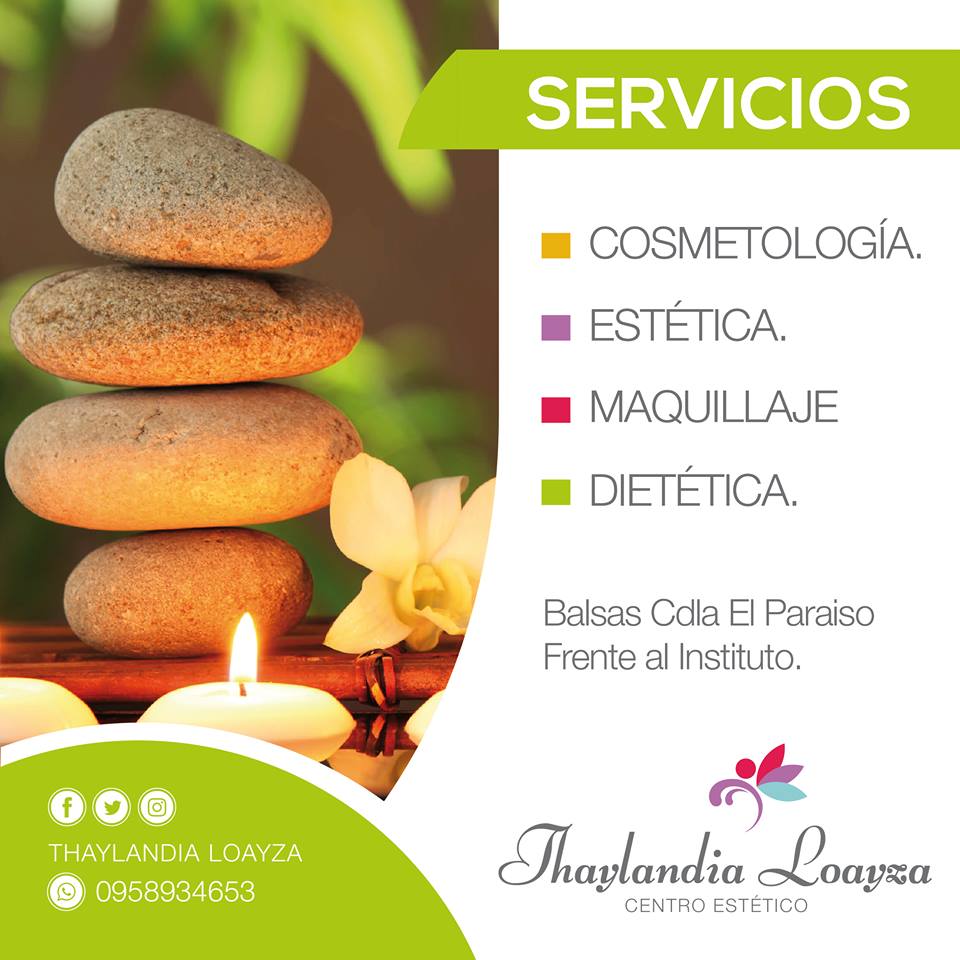 SERVICIOS
COSMETOLOGÍA.
ESTÉTICA.
MAQUILLAJE
DIETÉTICA.
Balsas Cdla El Paraiso
Frente al Instituto.
THAYLANDIA LOAYZA
0958934653
Thaylandia Loayza
CENTRO ESTÉTICO